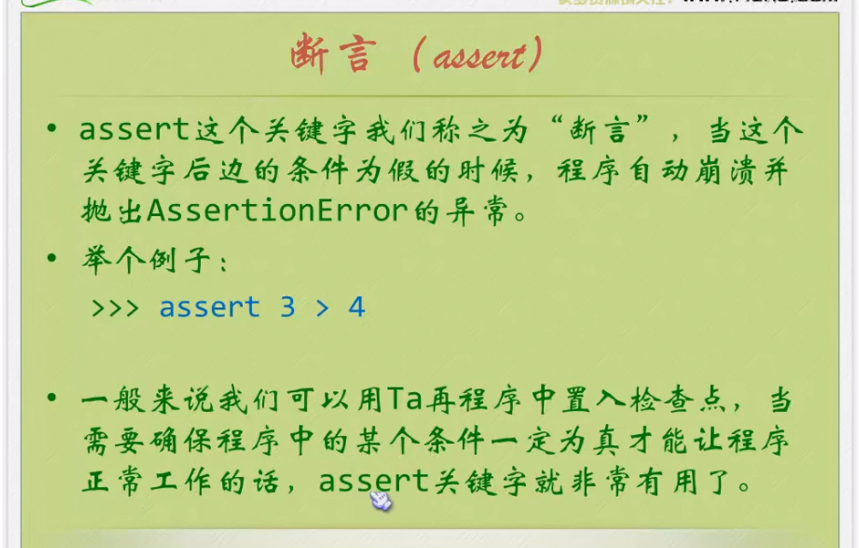 断言（assert）
• assert这个关键字我们称之为“断言”，当这个
关键字后边的条件为假的时候，程序自动崩溃并
抛出AssertionError的异常。
• 举个例子：
>>> assert 3 > 4
• 一般来说我们可以用Ta再程序中置入检查点，当
需要确保程序中的某个条件一定为真才能让程序
正常工作的话，assert关键字就非常有用了。